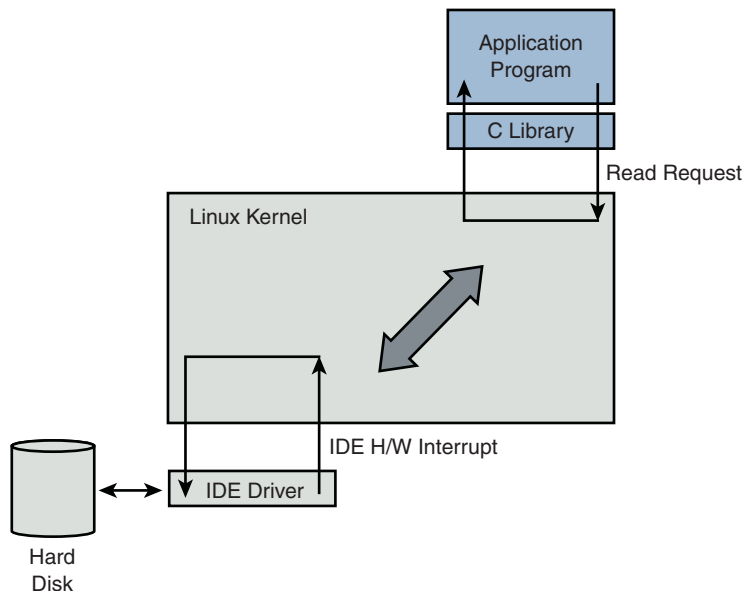 Application
Program
C Library
Read Request
Linux Kernel
IDE H/W Interrupt
IDE Driver
Hard
Disk